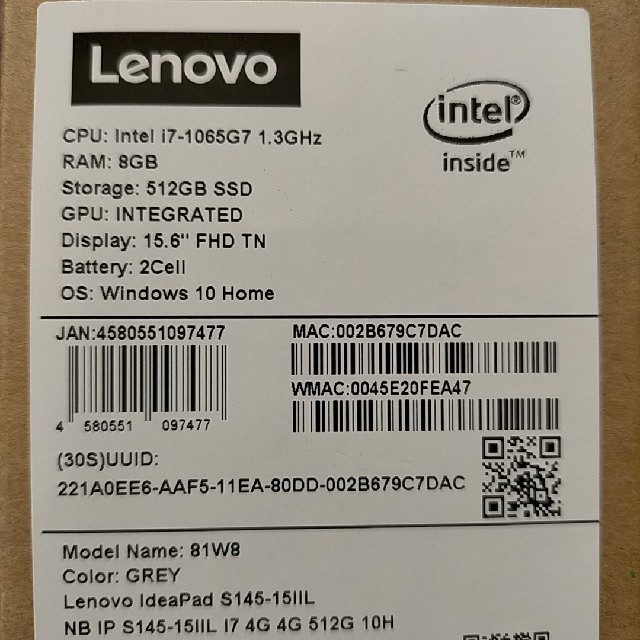 Lenovo
intel®
inside™
CPU: Intel i7-1065G7 1.3GHz
RAM: 8GB
Storage: 512GB SSD
GPU: INTEGRATED
Display: 15.6" FHD TN
Battery: 2Cell
OS: Windows 10 Home
JAN:4580551097477
4 580551 097477
MAC:002B679C7DAC
WMAC:0045E20FEA47
(30S)UUID:
221A0EE6-AAF5-11EA-80DD-002B679C7DAC
Model Name: 81W8
Color: GREY
Lenovo IdeaPad S145-15IIL
NB IP S145-15IIL I7 4G 4G 512G 10H